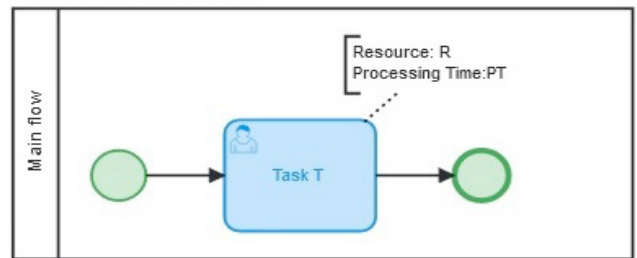 Main flow
Resource: R
Processing Time:PT
Task T